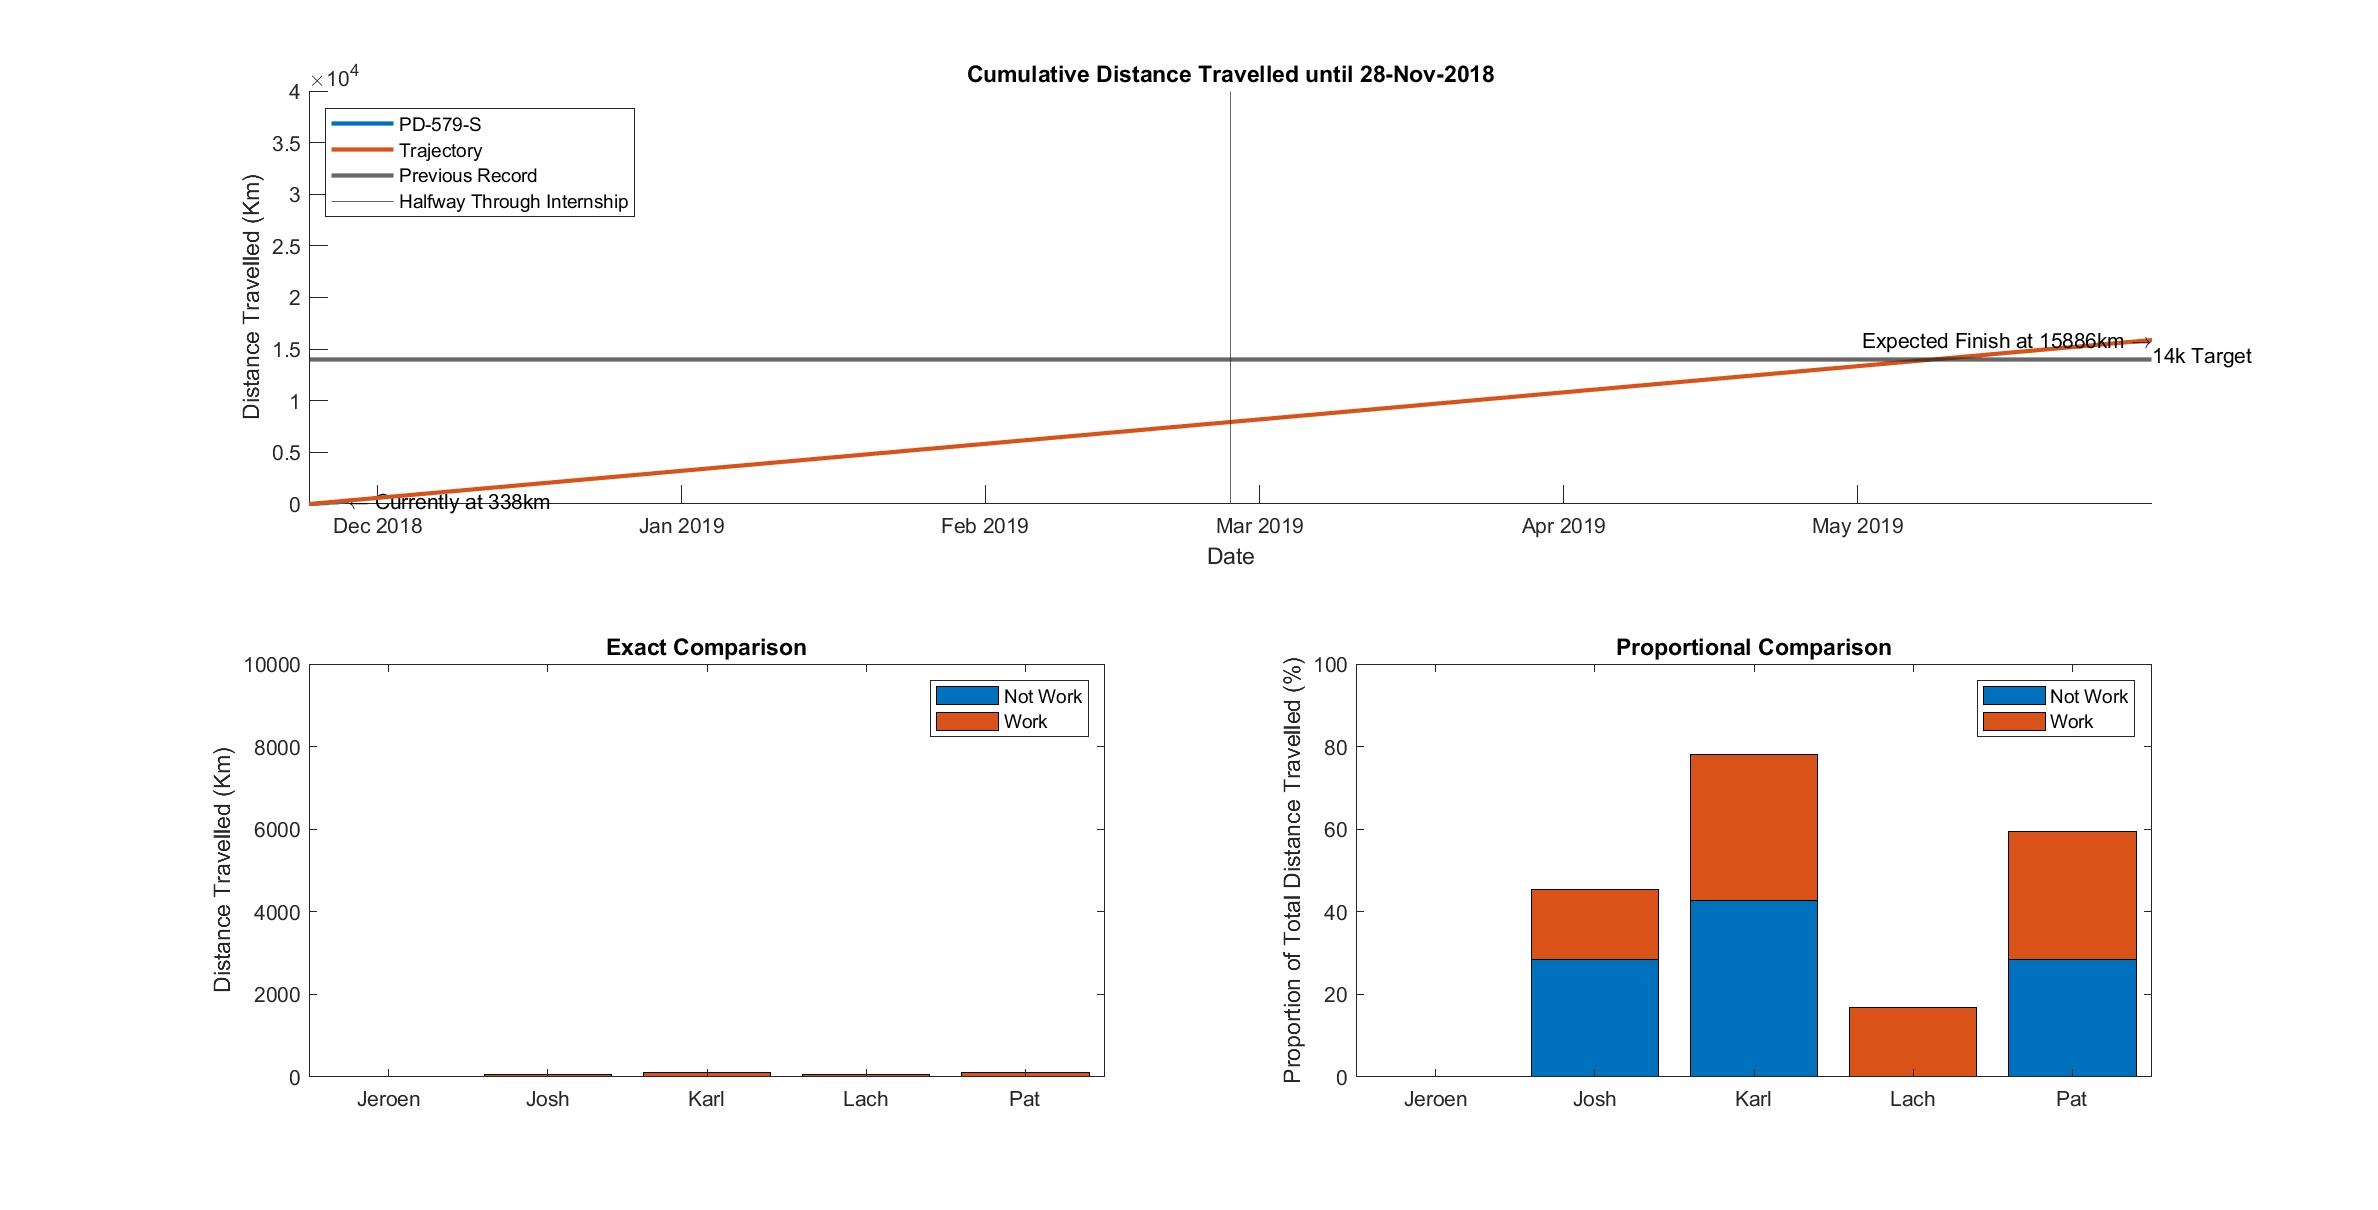 Cumulative Distance Travelled until 28-Nov-2018
×10^4
4
3.5
3
2.5
2
1.5
1
0.5
0
Distance Travelled (Km)
PD-579-S
Trajectory
Previous Record
Halfway Through Internship
Expected Finish at 15886km
14k Target
Currently at 338km
Dec 2018 Jan 2019 Feb 2019 Mar 2019 Apr 2019 May 2019
Date
Exact Comparison
10000
8000
6000
4000
2000
0
Distance Travelled (Km)
Not Work
Work
Jeroen Josh Karl Lach Pat
Proportional Comparison
100
80
60
40
20
0
Proportion of Total Distance Travelled (%)
Not Work
Work
Jeroen Josh Karl Lach Pat